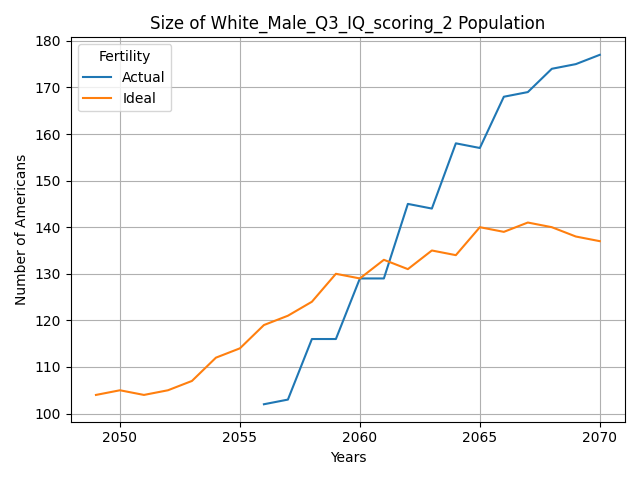 Size of White_Male_Q3_IQ_scoring_2 Population
Fertility
Actual
Ideal
Number of Americans
180
170
160
150
140
130
120
110
100
2050
2055
2060
2065
2070
Years